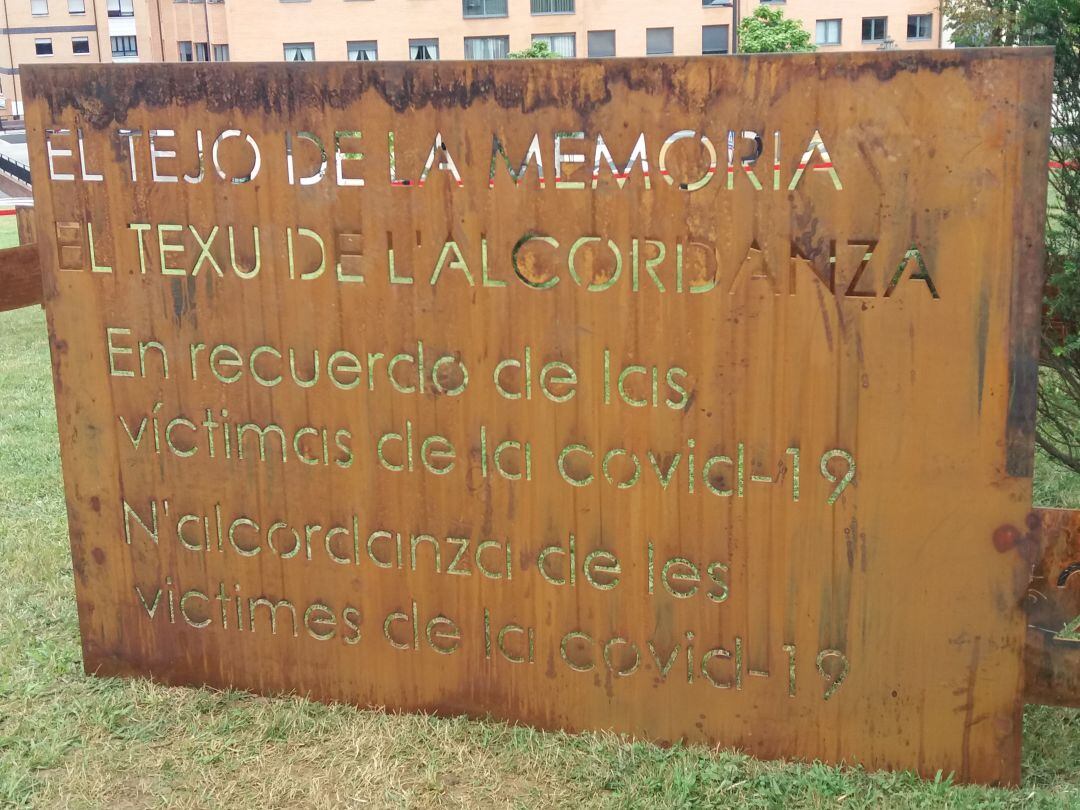 EL TEJO DE LA MEMORIA
EL TEXU DE L'ALCORDANZA
En recuerdo de las
víctimas de la covid-19
N'alcordanza de les
víctimes de la covid-19